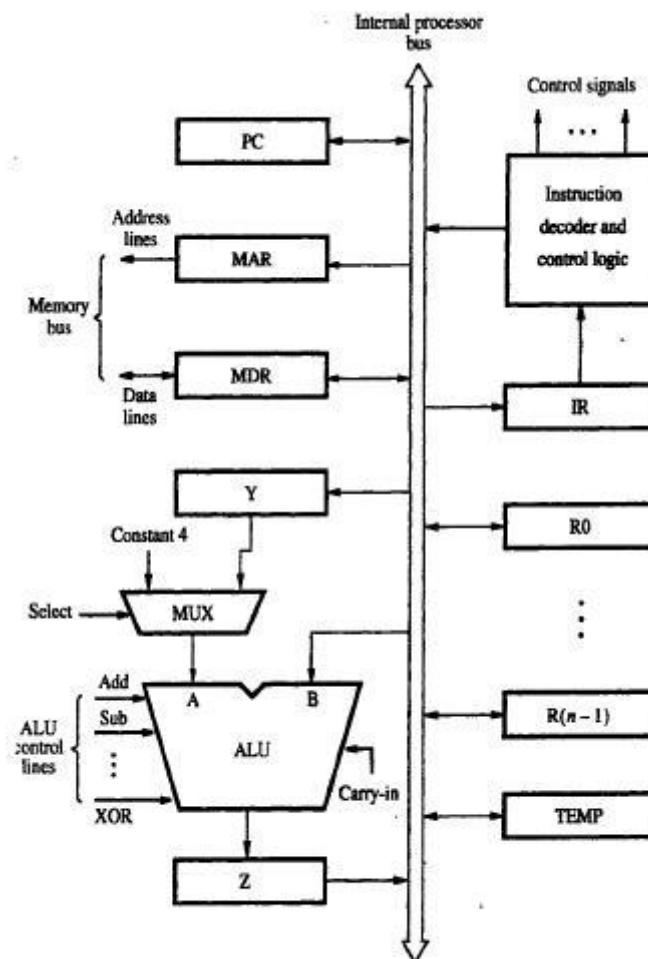 Internal processor
bus
Control signals
...
PC
Instruction
decoder and
control logic
Address
lines
MAR
Memory
bus
MDR
Data
lines
IR
Y
Constant 4
R0
Select
MUX
Add
A
B
R(n − 1)
ALU
control
lines
Sub
ALU
XOR
Carry-in
TEMP
Z